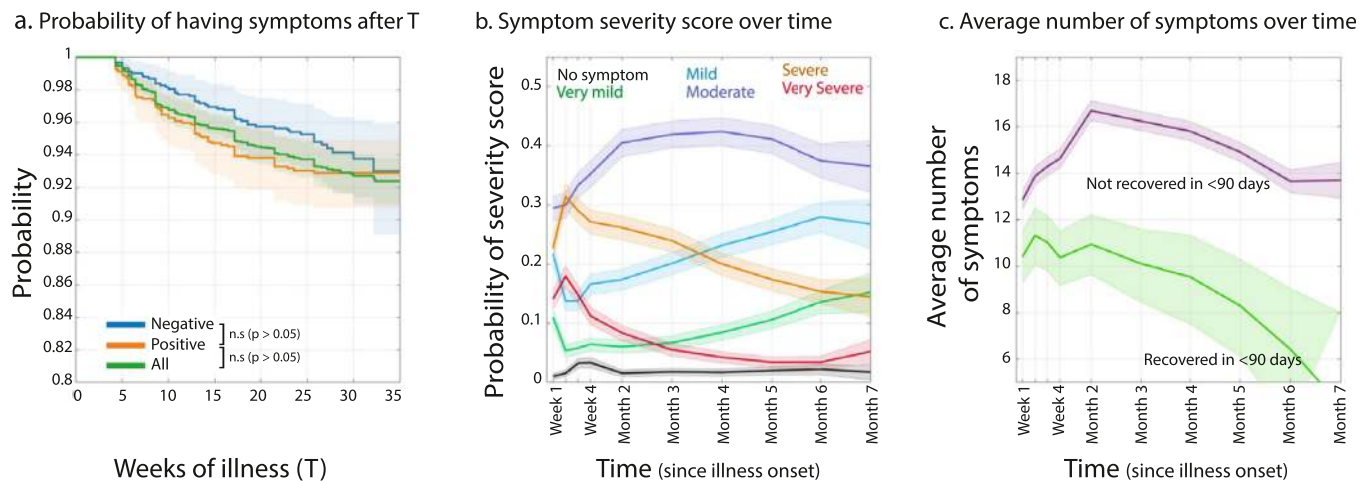 a. Probability of having symptoms after T
Probability
1
0.98
0.96
0.94
0.92
0.9
0.88
0.86
0.84
0.82
0.8
Negative
Positive
All
n.s (p > 0.05)
n.s (p > 0.05)
0 5 10 15 20 25 30 35
Weeks of illness (T)
b. Symptom severity score over time
Probability of severity score
0.5
0.4
0.3
0.2
0.1
0
No symptom
Very mild
Mild
Moderate
Severe
Very Severe
Week 1
Week 4
Month 2
Month 3
Month 4
Month 5
Month 6
Month 7
Time (since illness onset)
c. Average number of symptoms over time
Average number
of symptoms
18
16
14
12
10
8
6
Not recovered in <90 days
Recovered in <90 days
Week 1
Week 4
Month 2
Month 3
Month 4
Month 5
Month 6
Month 7
Time (since illness onset)